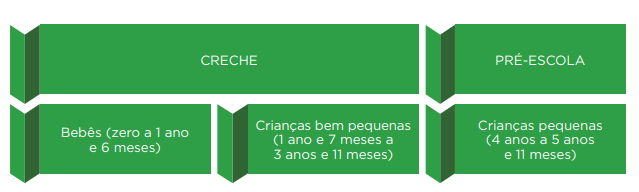 CRECHE
PRÉ-ESCOLA
Bebês (zero a 1 ano
e 6 meses)
Crianças bem pequenas
(1 ano e 7 meses a
3 anos e 11 meses)
Crianças pequenas
(4 anos a 5 anos
e 11 meses)